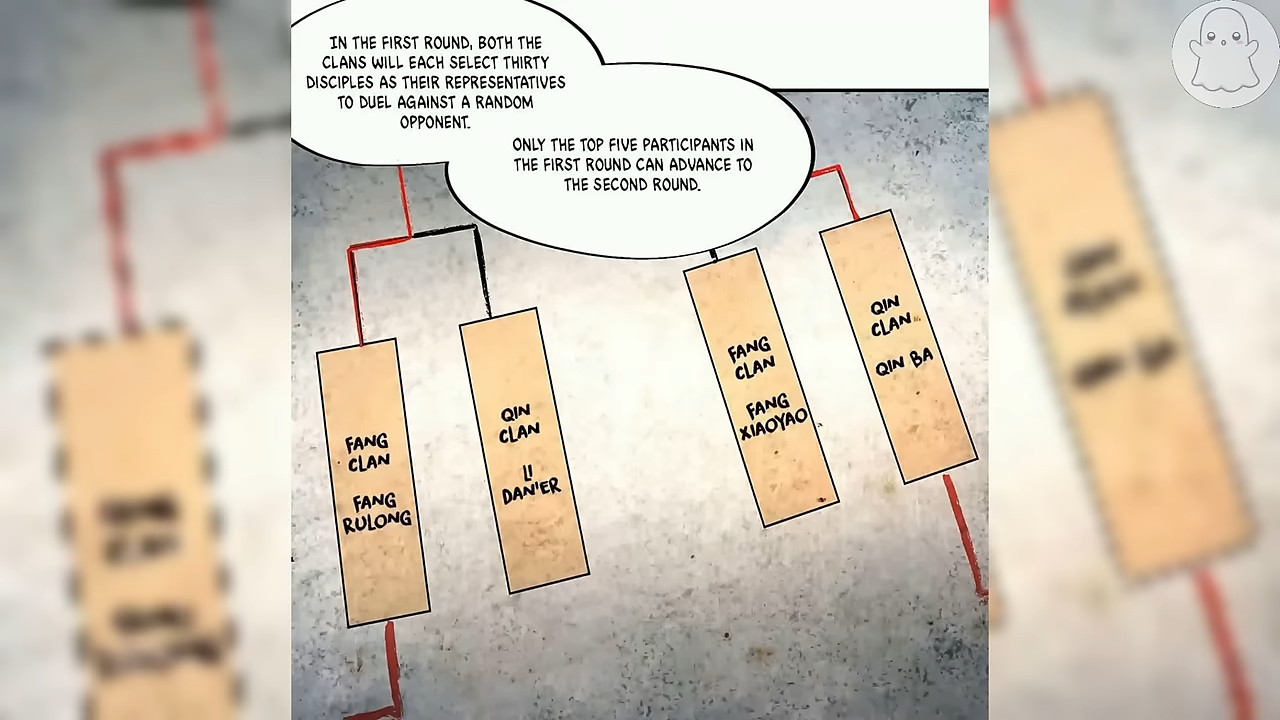 IN THE FIRST ROUND, BOTH THE
CLANS WILL EACH SELECT THIRTY
DISCIPLES AS THEIR REPRESENTATIVES
TO DUEL AGAINST A RANDOM
OPPONENT.
ONLY THE TOP FIVE PARTICIPANTS IN
THE FIRST ROUND CAN ADVANCE TO
THE SECOND ROUND.
FANG
CLAN
FANG
RULONG
QIN
CLAN
LI
DAN'ER
FANG
CLAN
FANG
XIAOYAO
QIN
CLAN
QIN BA